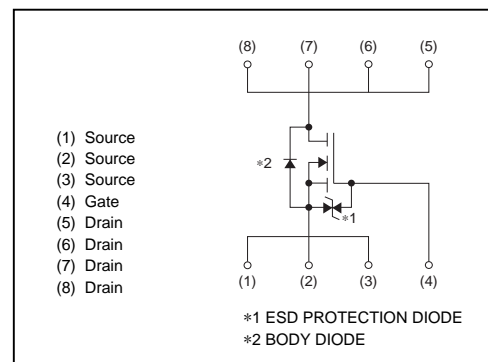 (8) (7) (6) (5)
(1) Source
(2) Source
(3) Source
(4) Gate
(5) Drain
(6) Drain
(7) Drain
(8) Drain
∗2
∗1
(1) (2) (3) (4)
∗1 ESD PROTECTION DIODE
∗2 BODY DIODE